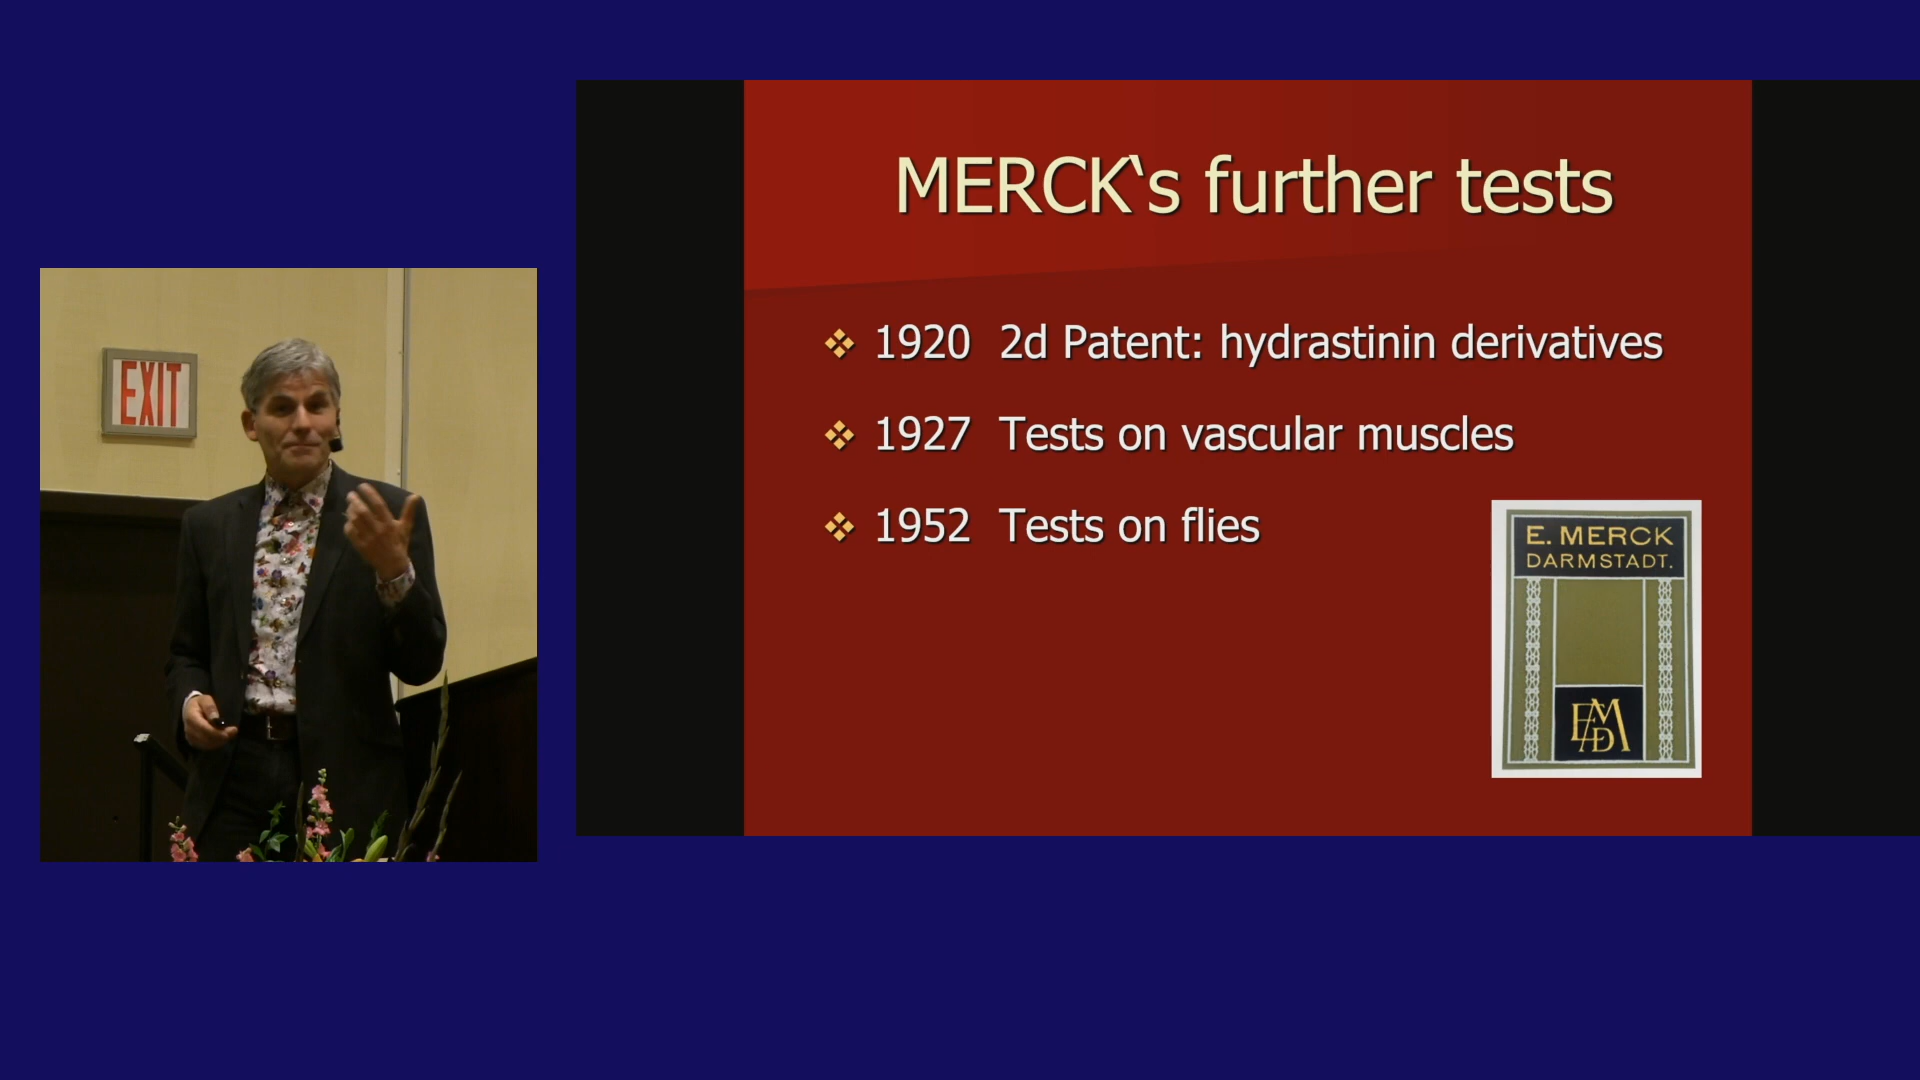 EXIT
MERCK‘s further tests
❖ 1920 2d Patent: hydrastinin derivatives
❖ 1927 Tests on vascular muscles
❖ 1952 Tests on flies
E. MERCK
DARMSTADT.
EMD